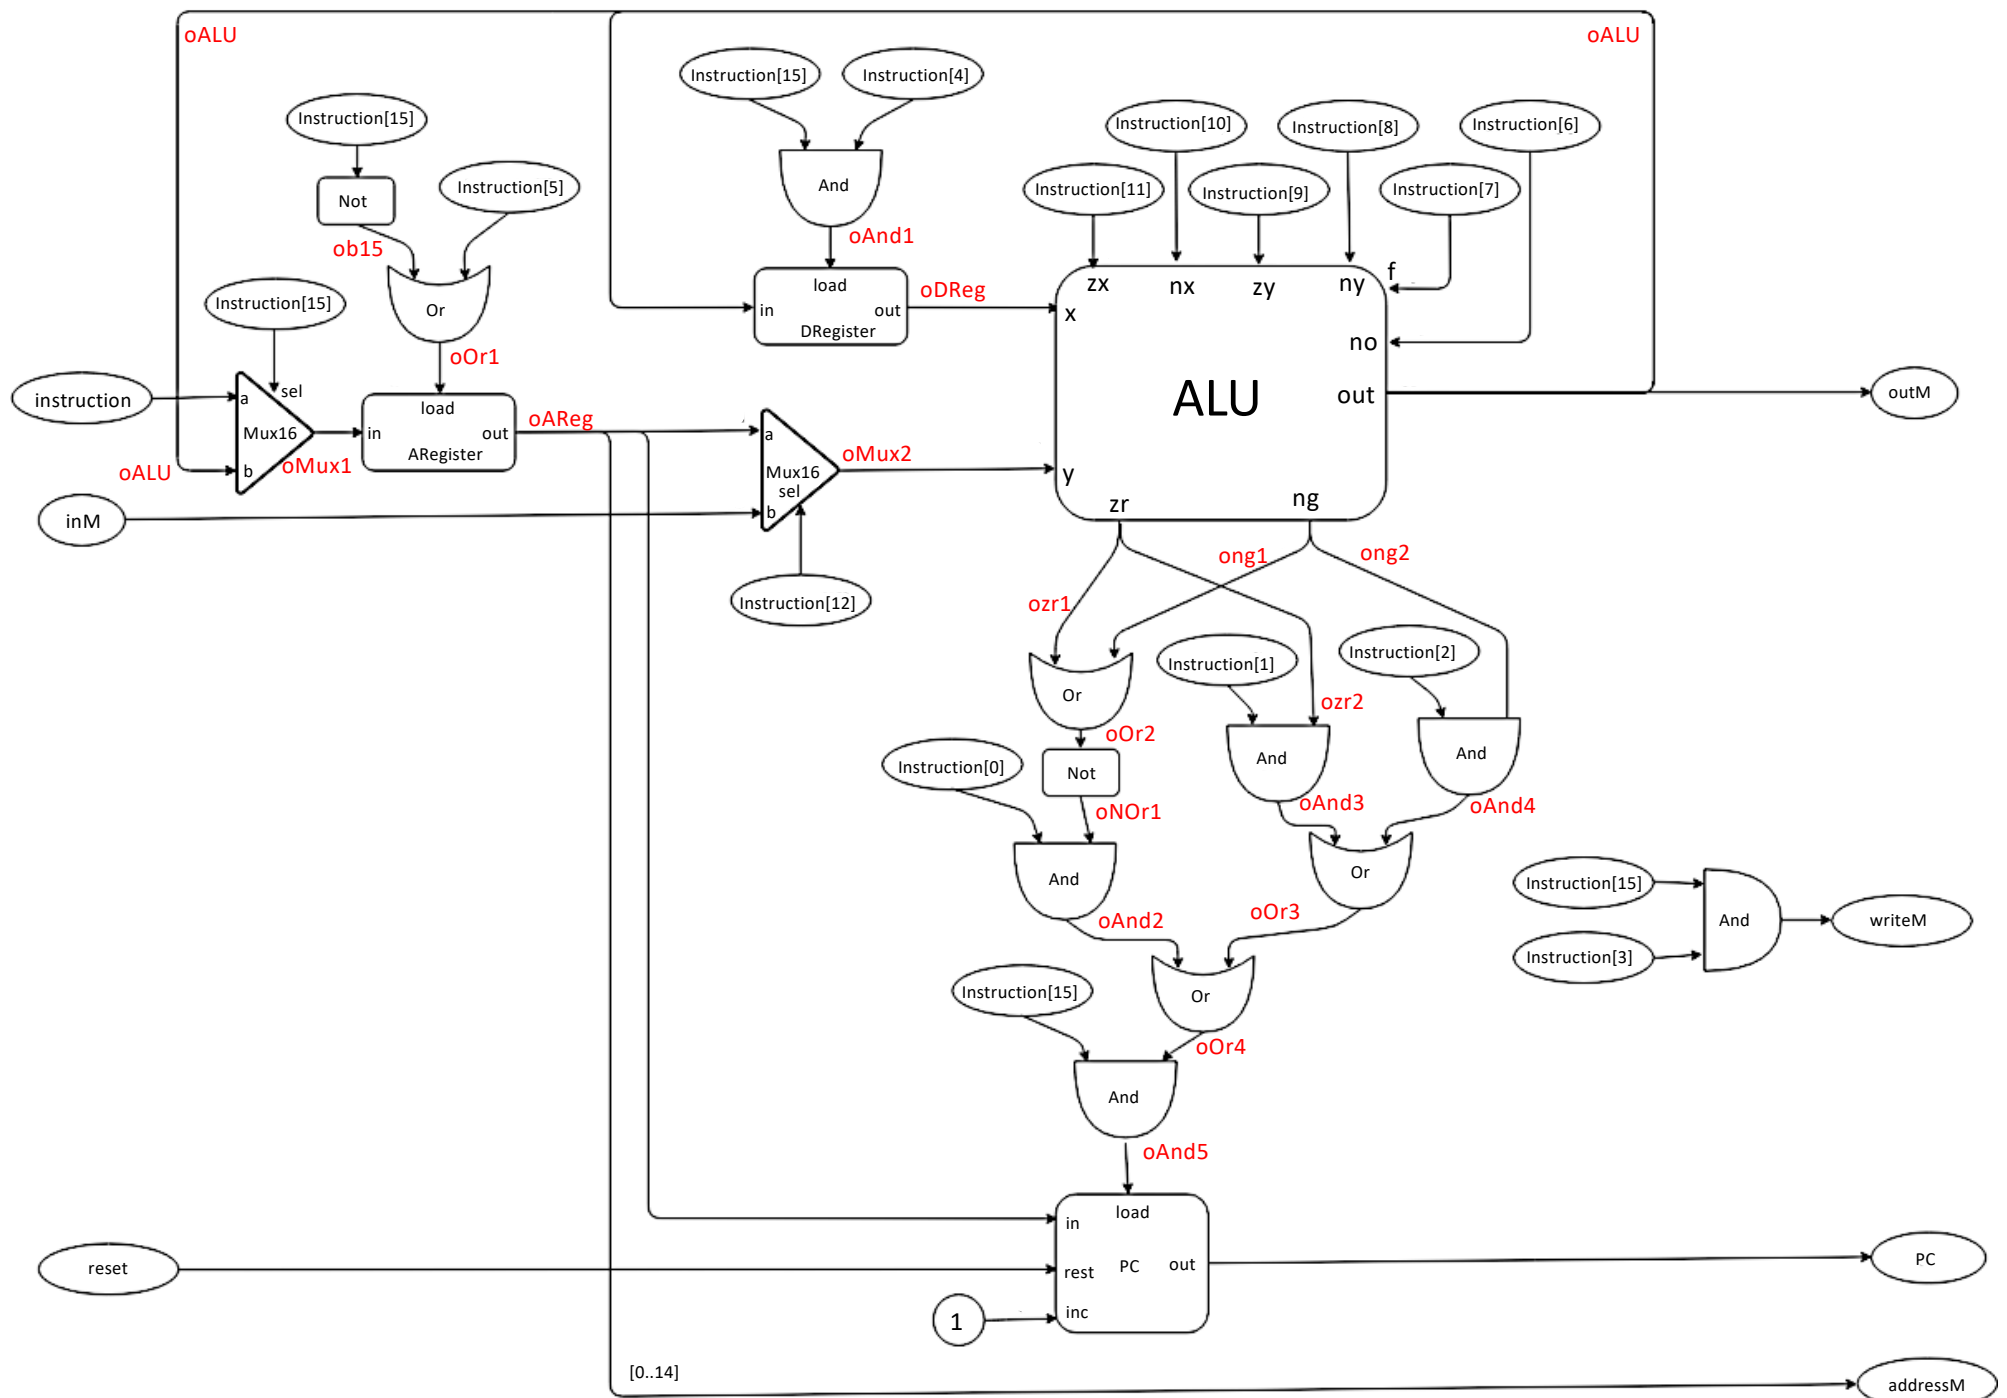 oALU
oALU
Instruction[15]
Instruction[4]
Instruction[15]
Instruction[10]
Instruction[8]
Instruction[6]
Not
Instruction[5]
And
Instruction[11]
Instruction[9]
Instruction[7]
ob15
oAnd1
Instruction[15]
Or
load
in
out
DRegister
oDReg
zx
nx
zy
ny
f
x
no
oOr1
instruction
a
sel
Mux16
b
oALU
oMux1
load
in
out
ARegister
oAReg
a
Mux16
sel
b
oMux2
ALU
out
outM
y
zr
ng
inM
Instruction[12]
ong1
ong2
ozr1
Or
Instruction[1]
Instruction[2]
ozr2
oOr2
Instruction[0]
Not
And
And
oNOr1
oAnd3
oAnd4
And
Or
Instruction[15]
And
writeM
Instruction[3]
oAnd2
oOr3
Instruction[15]
Or
oOr4
And
oAnd5
load
in
rest
PC
out
inc
reset
1
PC
[0..14]
addressM